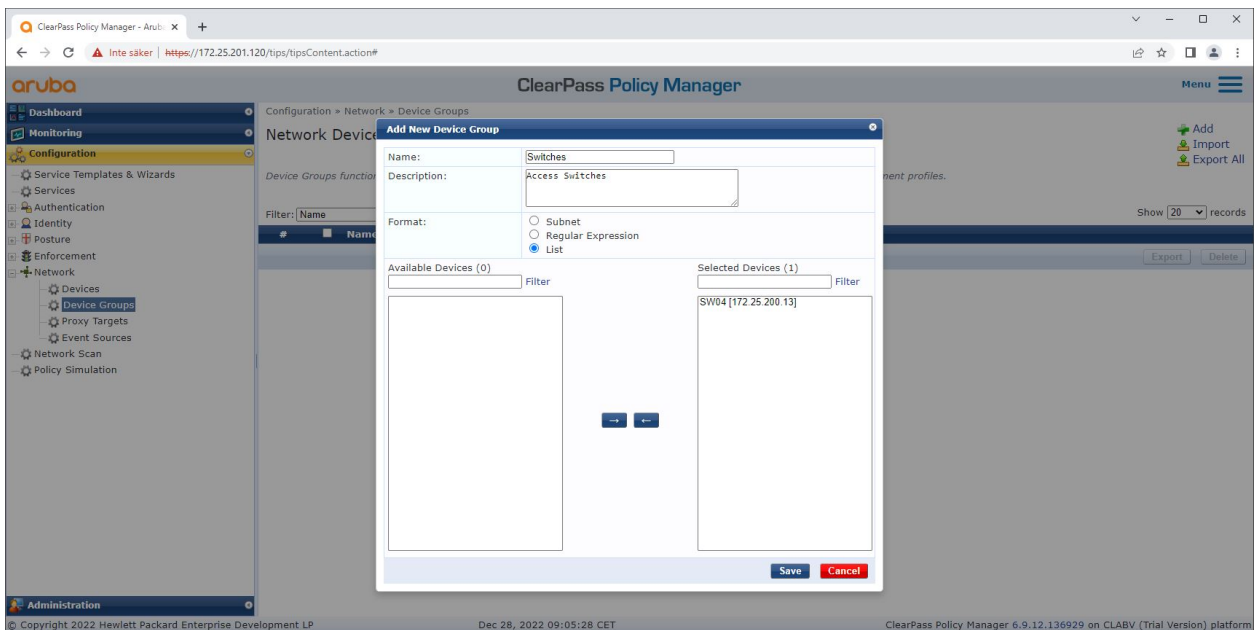 ClearPass Policy Manager - Arub
Inte säker | https://172.25.201.120/tips/tipsContent.action#
aruba
ClearPass Policy Manager
Menu
Dashboard
Monitoring
Configuration
Service Templates & Wizards
Services
Authentication
Identity
Posture
Enforcement
Network
Devices
Device Groups
Proxy Targets
Event Sources
Network Scan
Policy Simulation
Administration
Configuration » Network » Device Groups
Network Device
Add
Import
Export All
Device Groups function
nent profiles.
Filter: Name
Show 20 records
# Name
Export Delete
Add New Device Group
Name: Switches
Description: Access Switches
Format: Subnet
Regular Expression
List
Available Devices (0) Selected Devices (1)
Filter Filter
SW04 [172.25.200.13]
Save Cancel
© Copyright 2022 Hewlett Packard Enterprise Development LP Dec 28, 2022 09:05:28 CET ClearPass Policy Manager 6.9.12.136929 on CLABV (Trial Version) platform